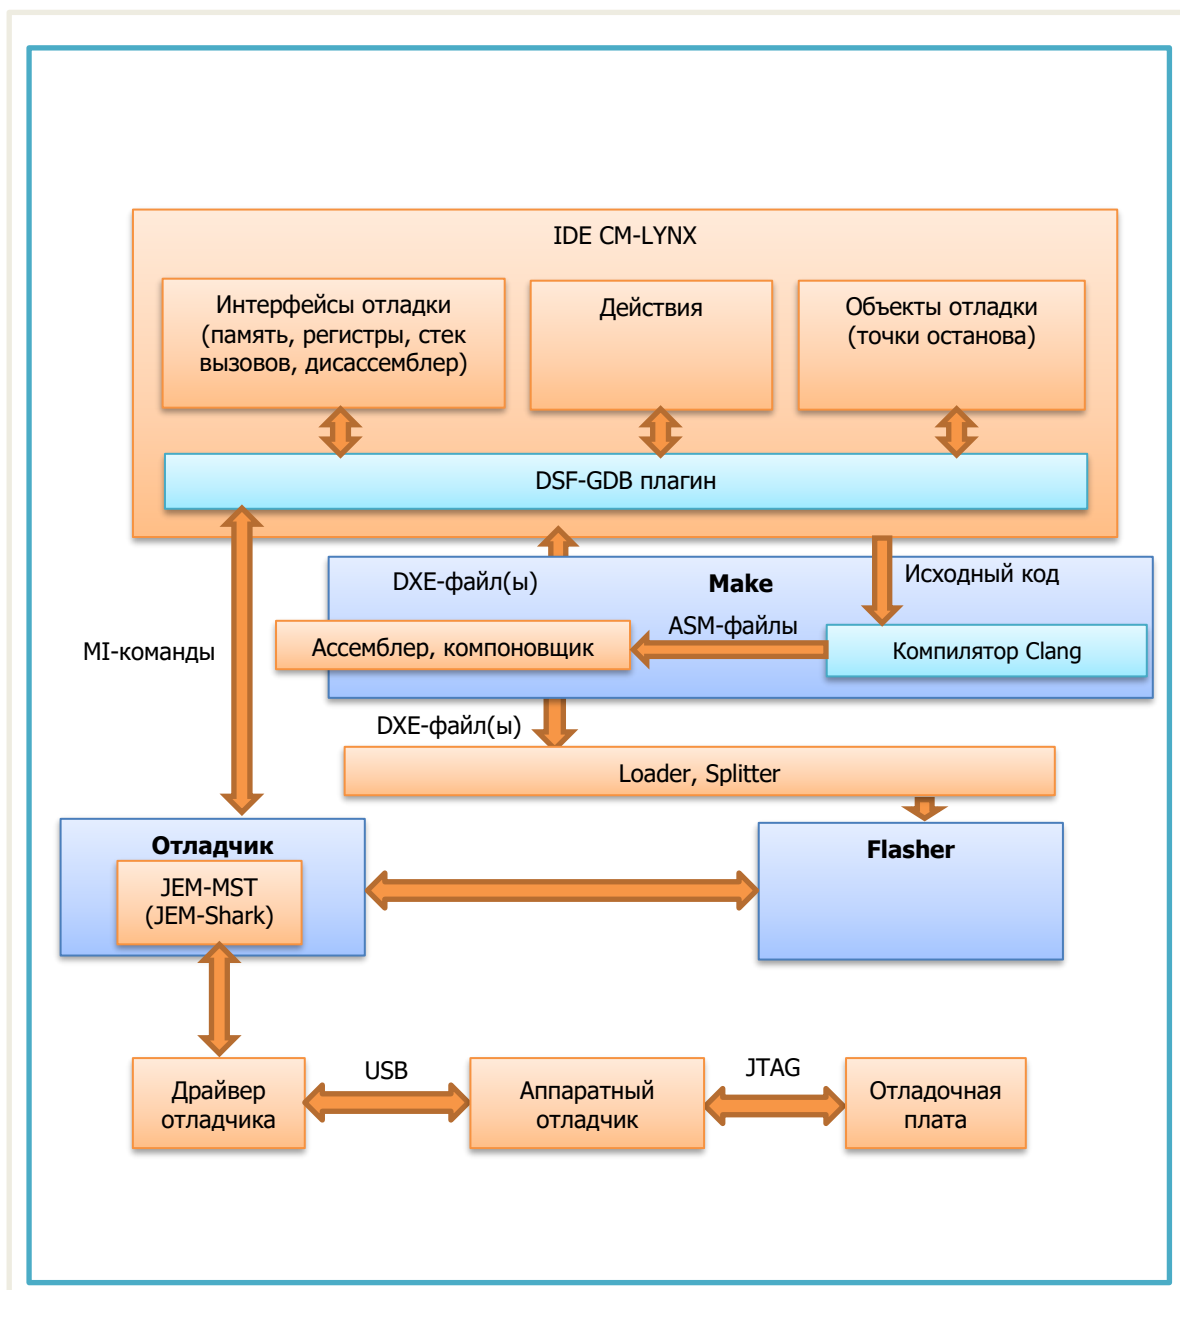 IDE CM-LYNX
Интерфейсы отладки
(память, регистры, стек
вызовов, дисассемблер)
Действия
Объекты отладки
(точки останова)
DSF-GDB плагин
DXE-файл(ы)
Make
Исходный код
ASM-файлы
Ассемблер, компоновщик
Компилятор Clang
MI-команды
DXE-файл(ы)
Loader, Splitter
Отладчик
JEM-MST
(JEM-Shark)
Flasher
Драйвер
отладчика
USB
Аппаратный
отладчик
JTAG
Отладочная
плата